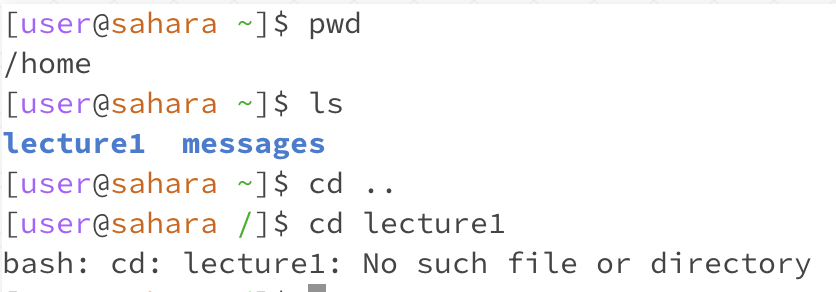 [user@sahara ~]$ pwd
/home
[user@sahara ~]$ ls
lecture1  messages
[user@sahara ~]$ cd ..
[user@sahara /]$ cd lecture1
bash: cd: lecture1: No such file or directory